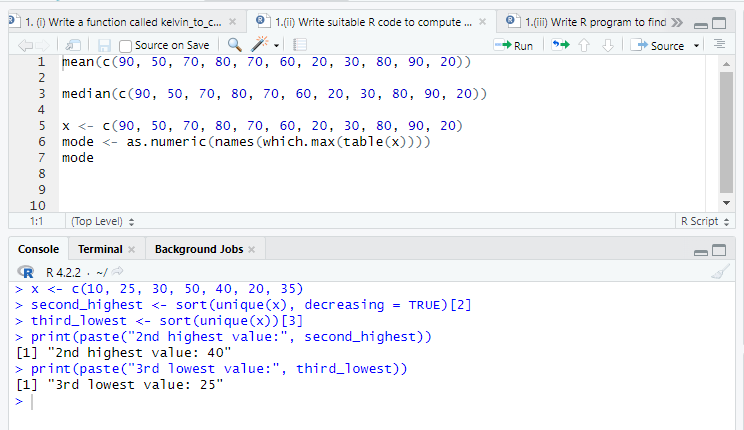 1. (i) Write a function called kelvin_to_c...
1.(ii) Write suitable R code to compute ...
1.(iii) Write R program to find
Source on Save
Run
Source
1 mean(c(90, 50, 70, 80, 70, 60, 20, 30, 80, 90, 20))
2
3 median(c(90, 50, 70, 80, 70, 60, 20, 30, 80, 90, 20))
4
5 x <- c(90, 50, 70, 80, 70, 60, 20, 30, 80, 90, 20)
6 mode <- as.numeric(names(which.max(table(x))))
7 mode
8
9
10
1:1 (Top Level) R Script
Console Terminal Background Jobs
R R 4.2.2 · ~/
> x <- c(10, 25, 30, 50, 40, 20, 35)
> second_highest <- sort(unique(x), decreasing = TRUE)[2]
> third_lowest <- sort(unique(x))[3]
> print(paste("2nd highest value:", second_highest))
[1] "2nd highest value: 40"
> print(paste("3rd lowest value:", third_lowest))
[1] "3rd lowest value: 25"
>